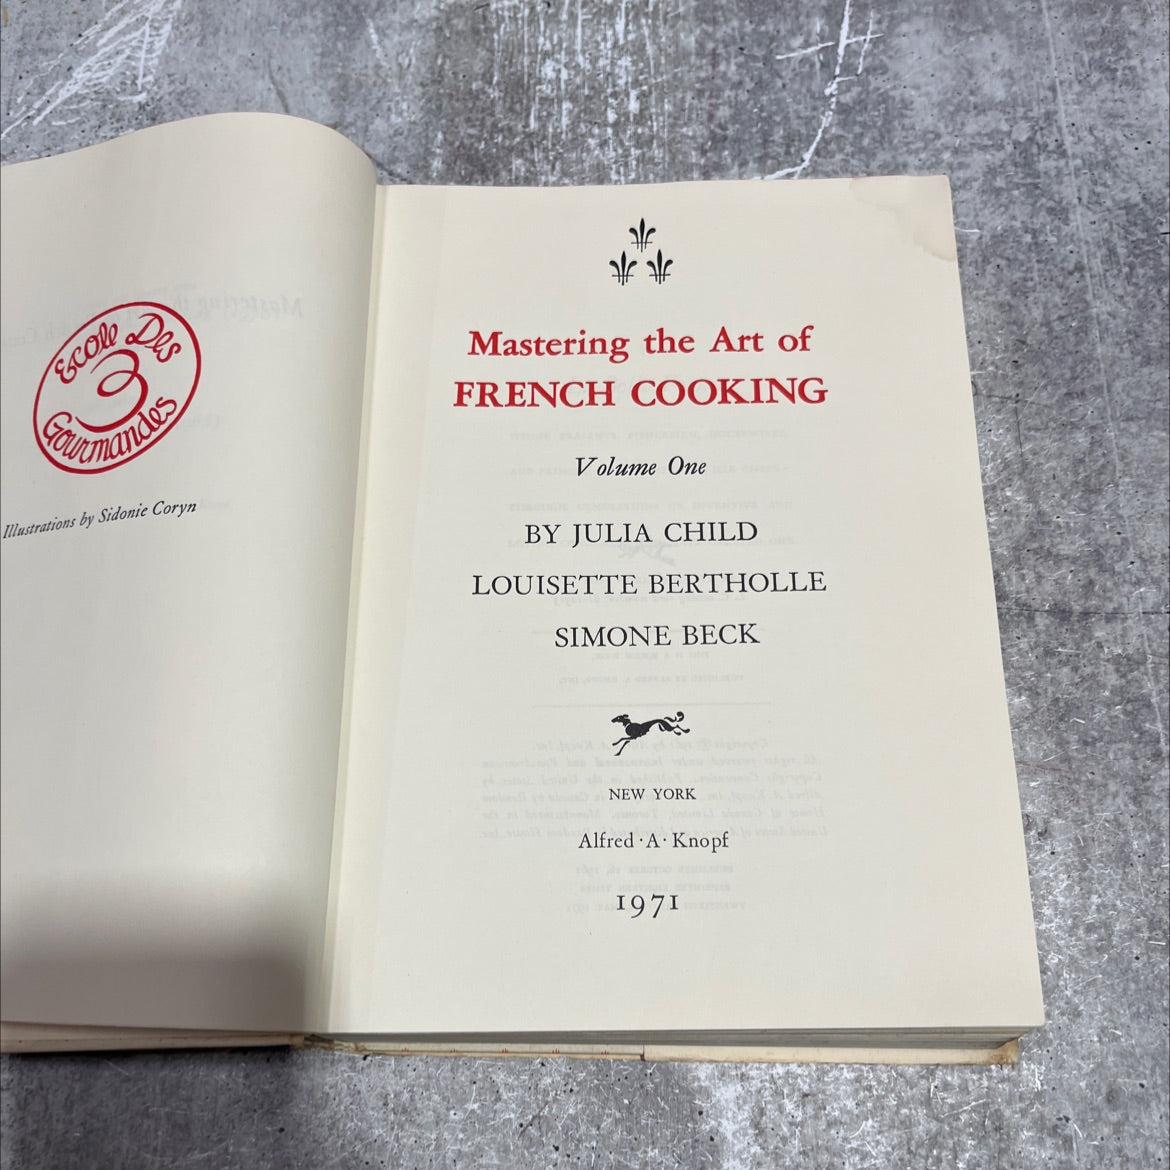 Ecole Des
3
Gourmandes
Illustrations by Sidonie Coryn
Mastering the Art of
FRENCH COOKING
Volume One
BY JULIA CHILD
LOUISETTE BERTHOLLE
SIMONE BECK
NEW YORK
Alfred · A · Knopf
1971